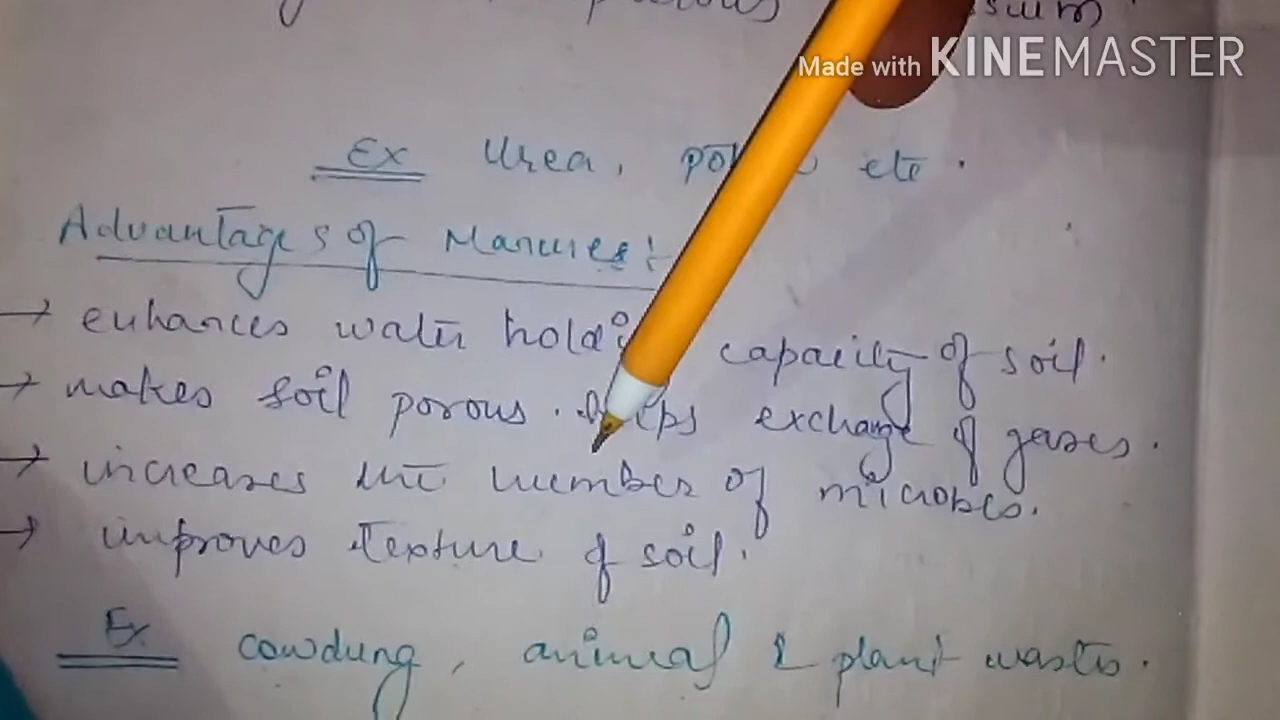 Made with KINEMASTER
Ex Urea, etc.
Advantages of Manures:
→ enhances water capacity of soil.
→ makes soil porous. helps exchange of gases.
→ increases the number of microbes.
→ improves texture of soil.
Ex cowdung, animal & plant wastes.